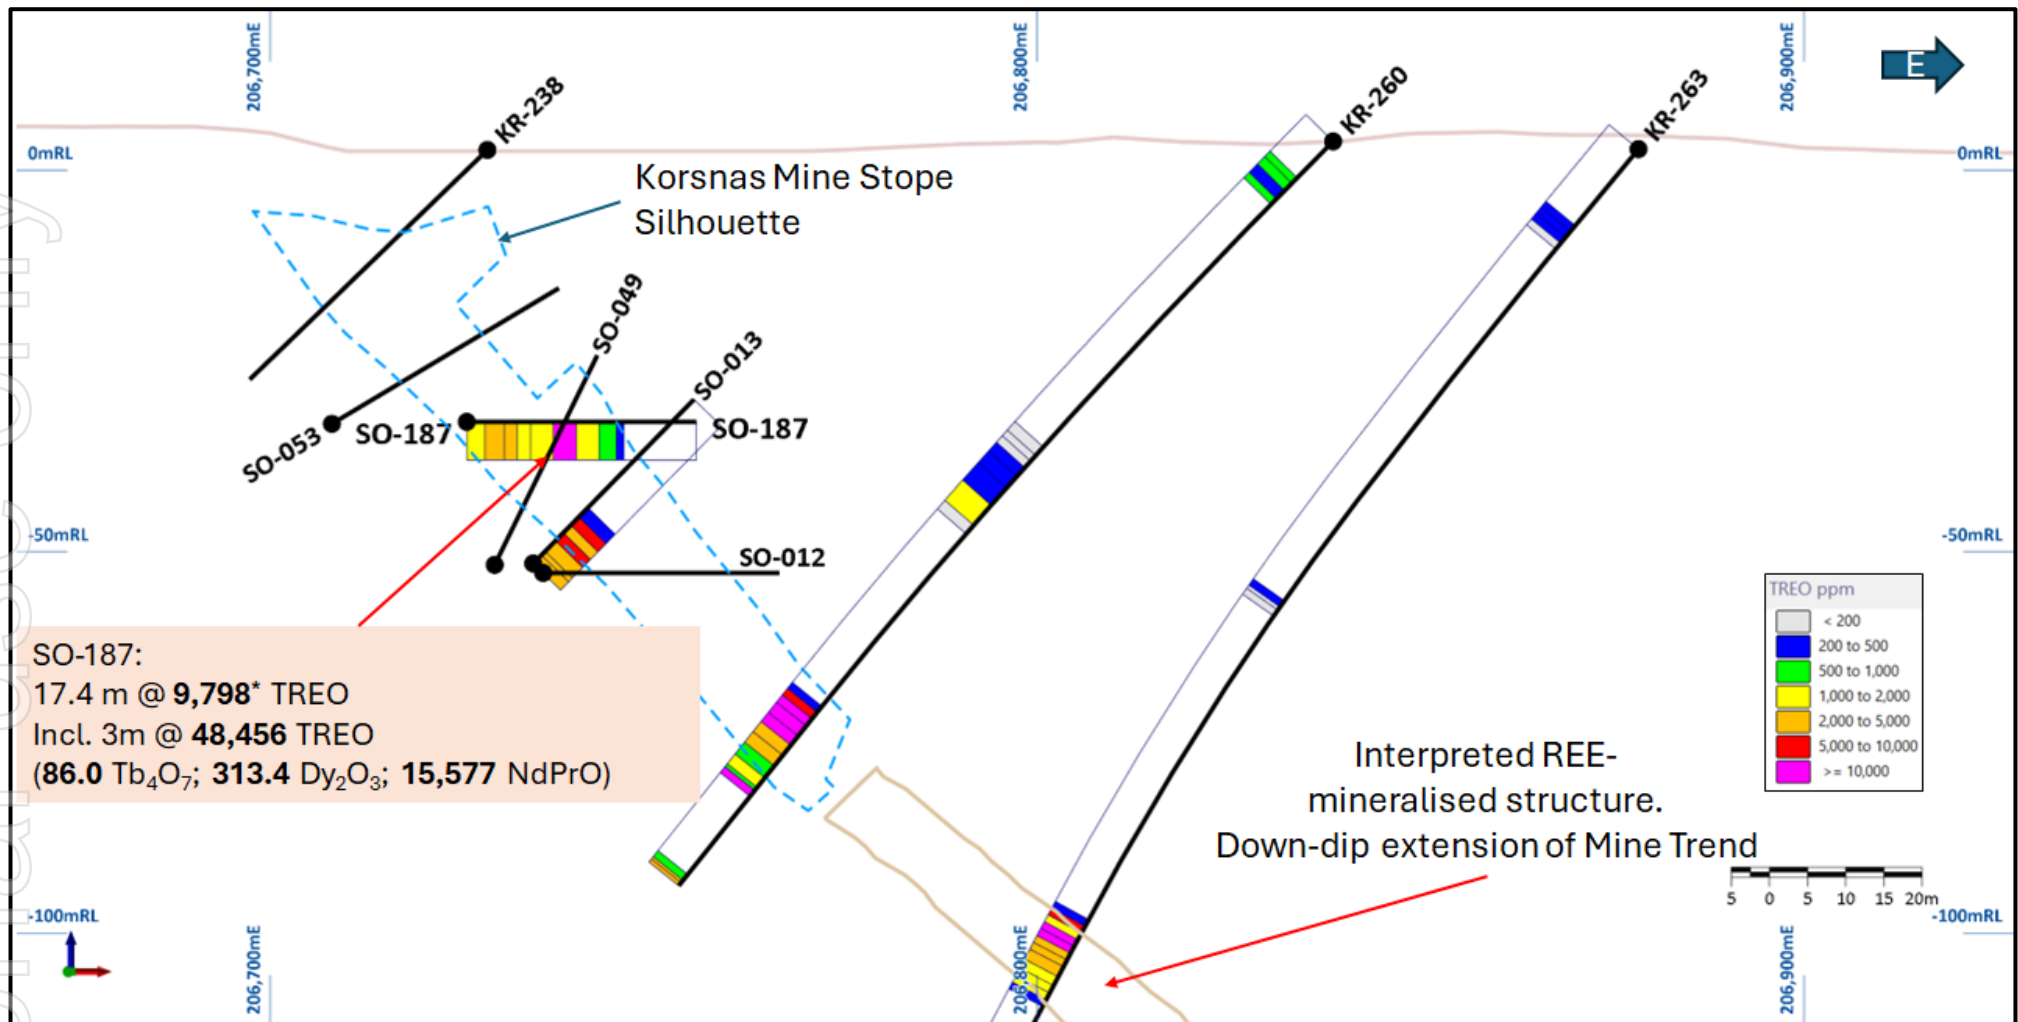 206,700mE
206,800mE
206,900mE
E
KR-238
KR-260
KR-263
0mRL
0mRL
Korsnas Mine Stope
Silhouette
SO-049
SO-013
SO-053
SO-187
SO-187
-50mRL
-50mRL
SO-012
TREO ppm
< 200
200 to 500
500 to 1,000
1,000 to 2,000
2,000 to 5,000
5,000 to 10,000
>= 10,000
SO-187:
17.4 m @ 9,798* TREO
Incl. 3m @ 48,456 TREO
(86.0 Tb₄O₇; 313.4 Dy₂O₃; 15,577 NdPrO)
Interpreted REE-
mineralised structure.
Down-dip extension of Mine Trend
5 0 5 10 15 20m
-100mRL
-100mRL
206,700mE
206,800mE
206,900mE